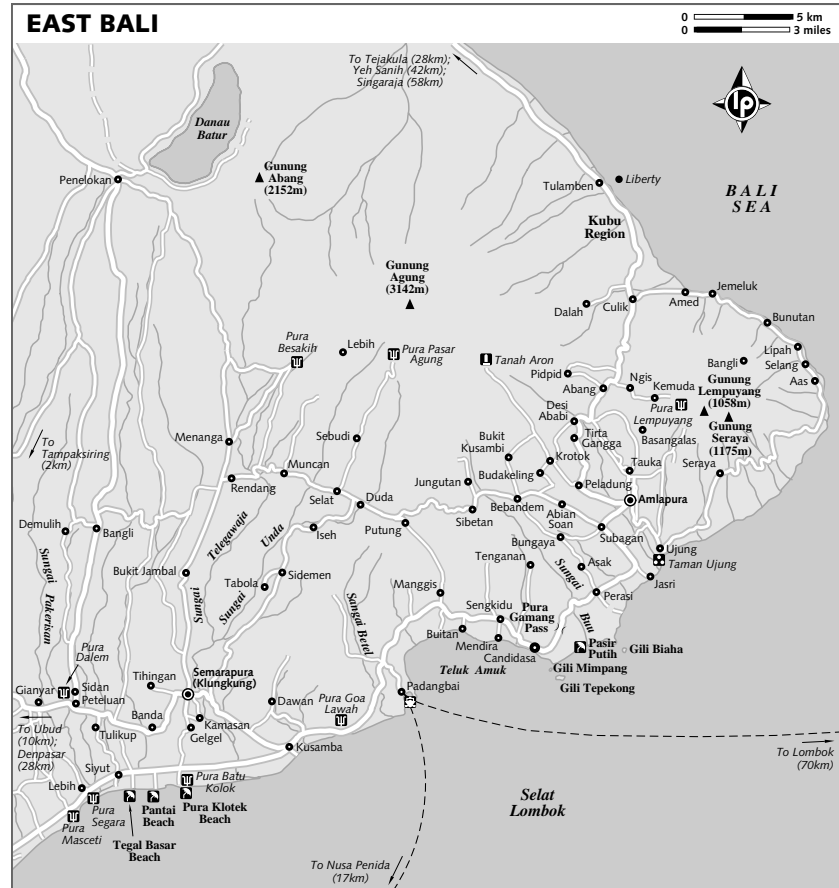 EAST BALI
0 5 km
0 3 miles
To Tejakula (28km);
Yeh Sanih (42km);
Singaraja (58km)
lp
Danau
Batur
Gunung
Abang
(2152m)
Penelokan
Tulamben
Liberty
BALI
SEA
Kubu
Region
Gunung
Agung
(3142m)
Dalah
Culik
Amed
Jemeluk
Bunutan
Pura
Besakih
Lebih
Pura Pasar
Agung
Tanah Aron
Pidpid
Abang
Ngis
Kemuda
Bangli
Lipah
Selang
Aas
Gunung
Lempuyang
(1058m)
Pura
Lempuyang
Gunung
Seraya
(1175m)
Desi
Ababi
Tirta
Gangga
Basangalas
To
Tampaksiring
(2km)
Menanga
Sebudi
Bukit
Kusambi
Krotok
Budakeling
Tauka
Seraya
Rendang
Muncan
Selat
Duda
Jungutan
Peladung
Amlapura
Demulih
Bangli
Telegawaja
Unda
Iseh
Putung
Sibetan
Bebandem
Abian
Soan
Subagan
Bungaya
Ujung
Taman Ujung
Sungai
Pakerisan
Bukit Jambal
Sungai
Sungai
Tabola
Sidemen
Tenganan
Sungai
Buu
Asak
Jasri
Perasi
Manggis
Sangai Betel
Sengkidu
Pura
Gamang
Pass
Pasir
Putih
Gili Biaha
Buitan
Mendira
Candidasa
Gili Mimpang
Gili Tepekong
Teluk Amuk
Pura
Dalem
Gianyar
Sidan
Peteluan
Tihingan
Semarapura
(Klungkung)
Dawan
Pura Goa
Lawah
Padangbai
To Ubud
(10km);
Denpasar
(28km)
Tulikup
Banda
Kamasan
Gelgel
Kusamba
To Lombok
(70km)
Siyut
Lebih
Pura Batu
Kolok
Pura
Segara
Pantai
Beach
Pura Klotek
Beach
Pura
Masceti
Tegal Basar
Beach
Selat
Lombok
To Nusa Penida
(17km)